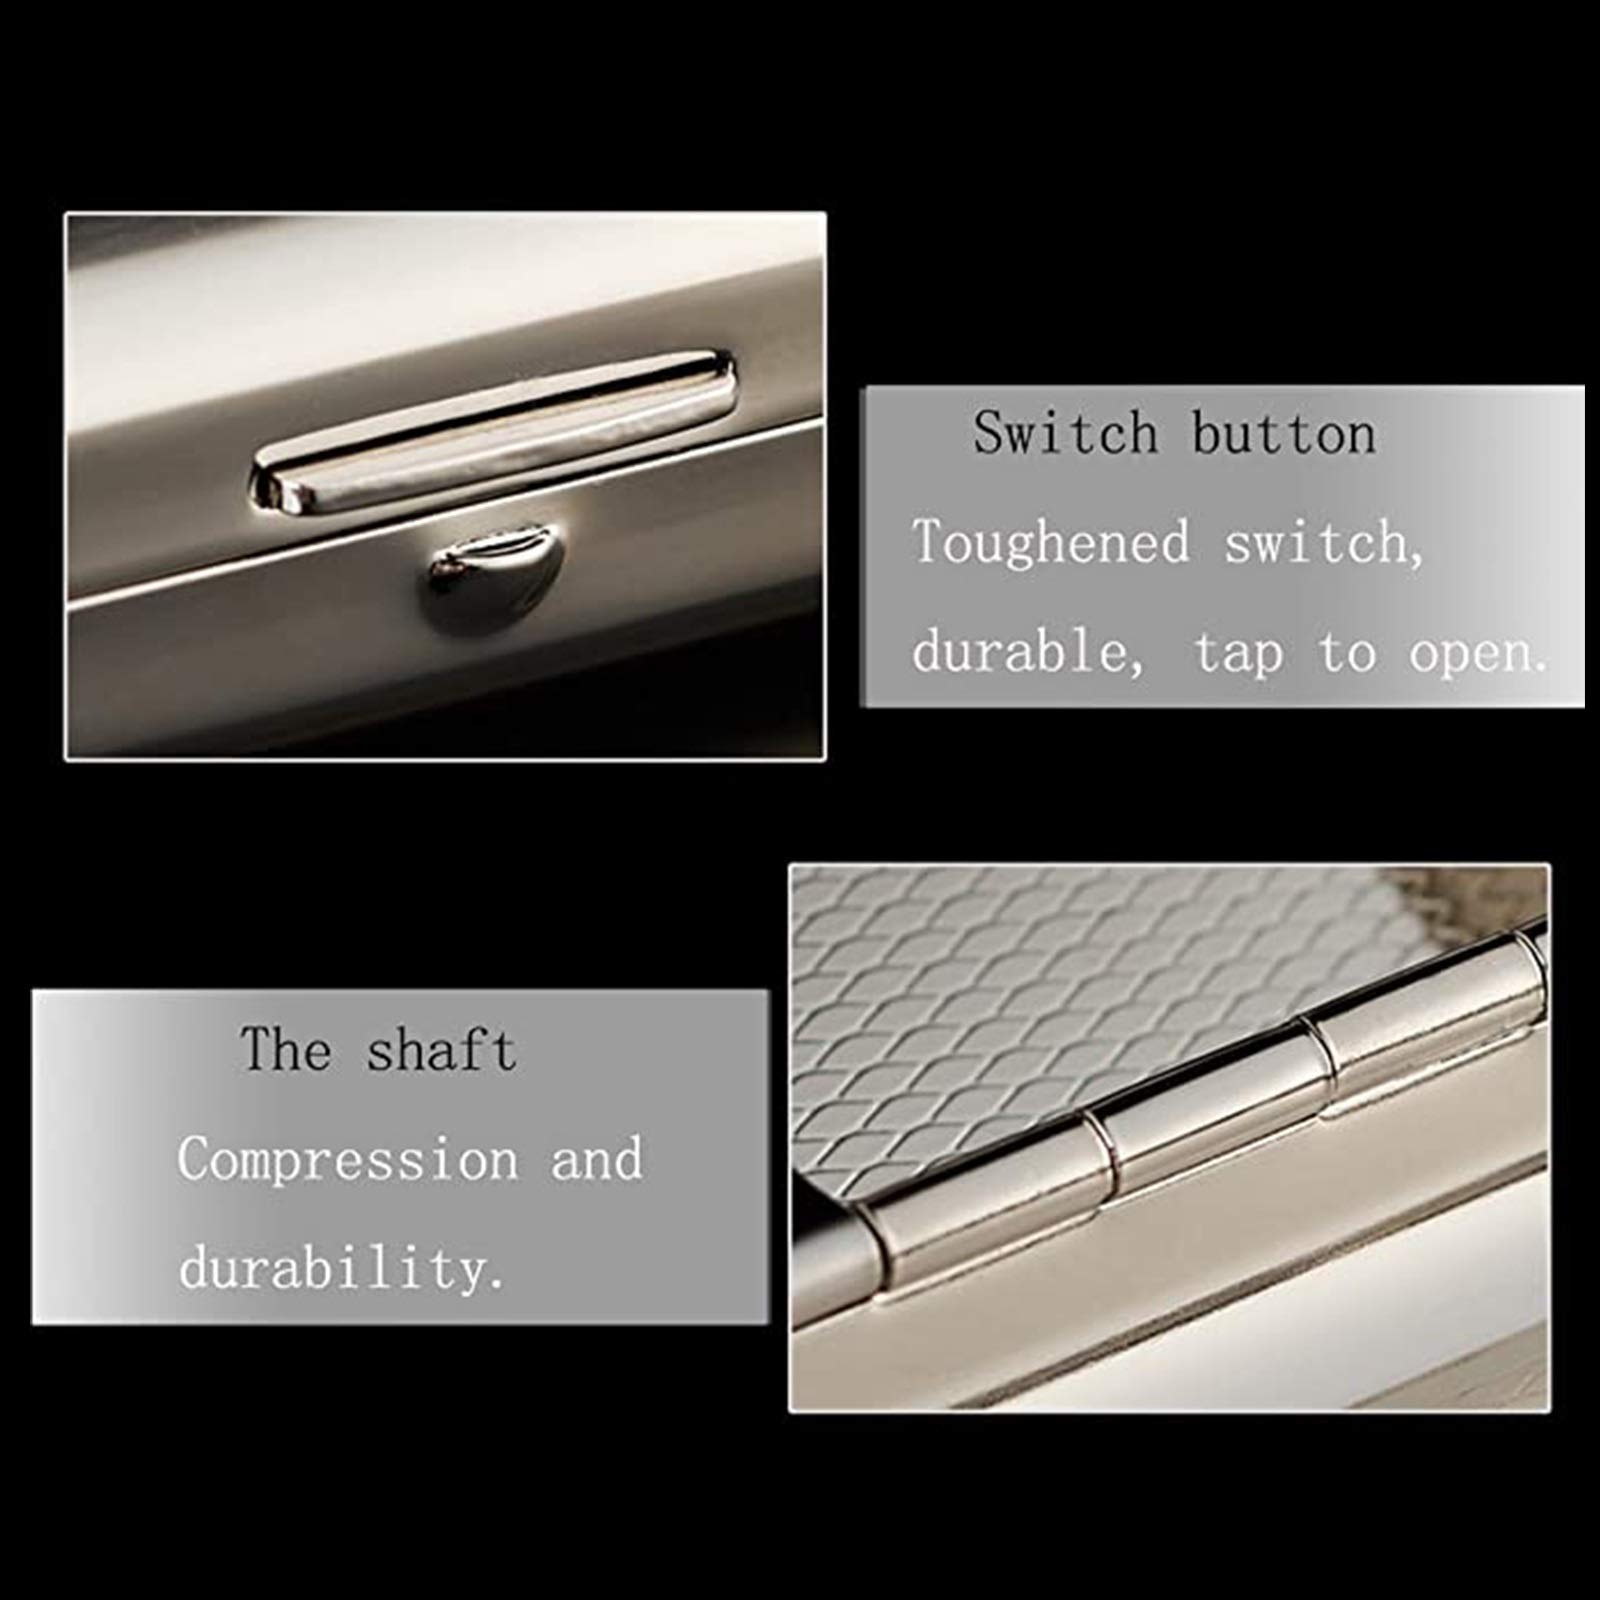 Switch button
Toughened switch,
durable, tap to open.
The shaft
Compression and
durability.